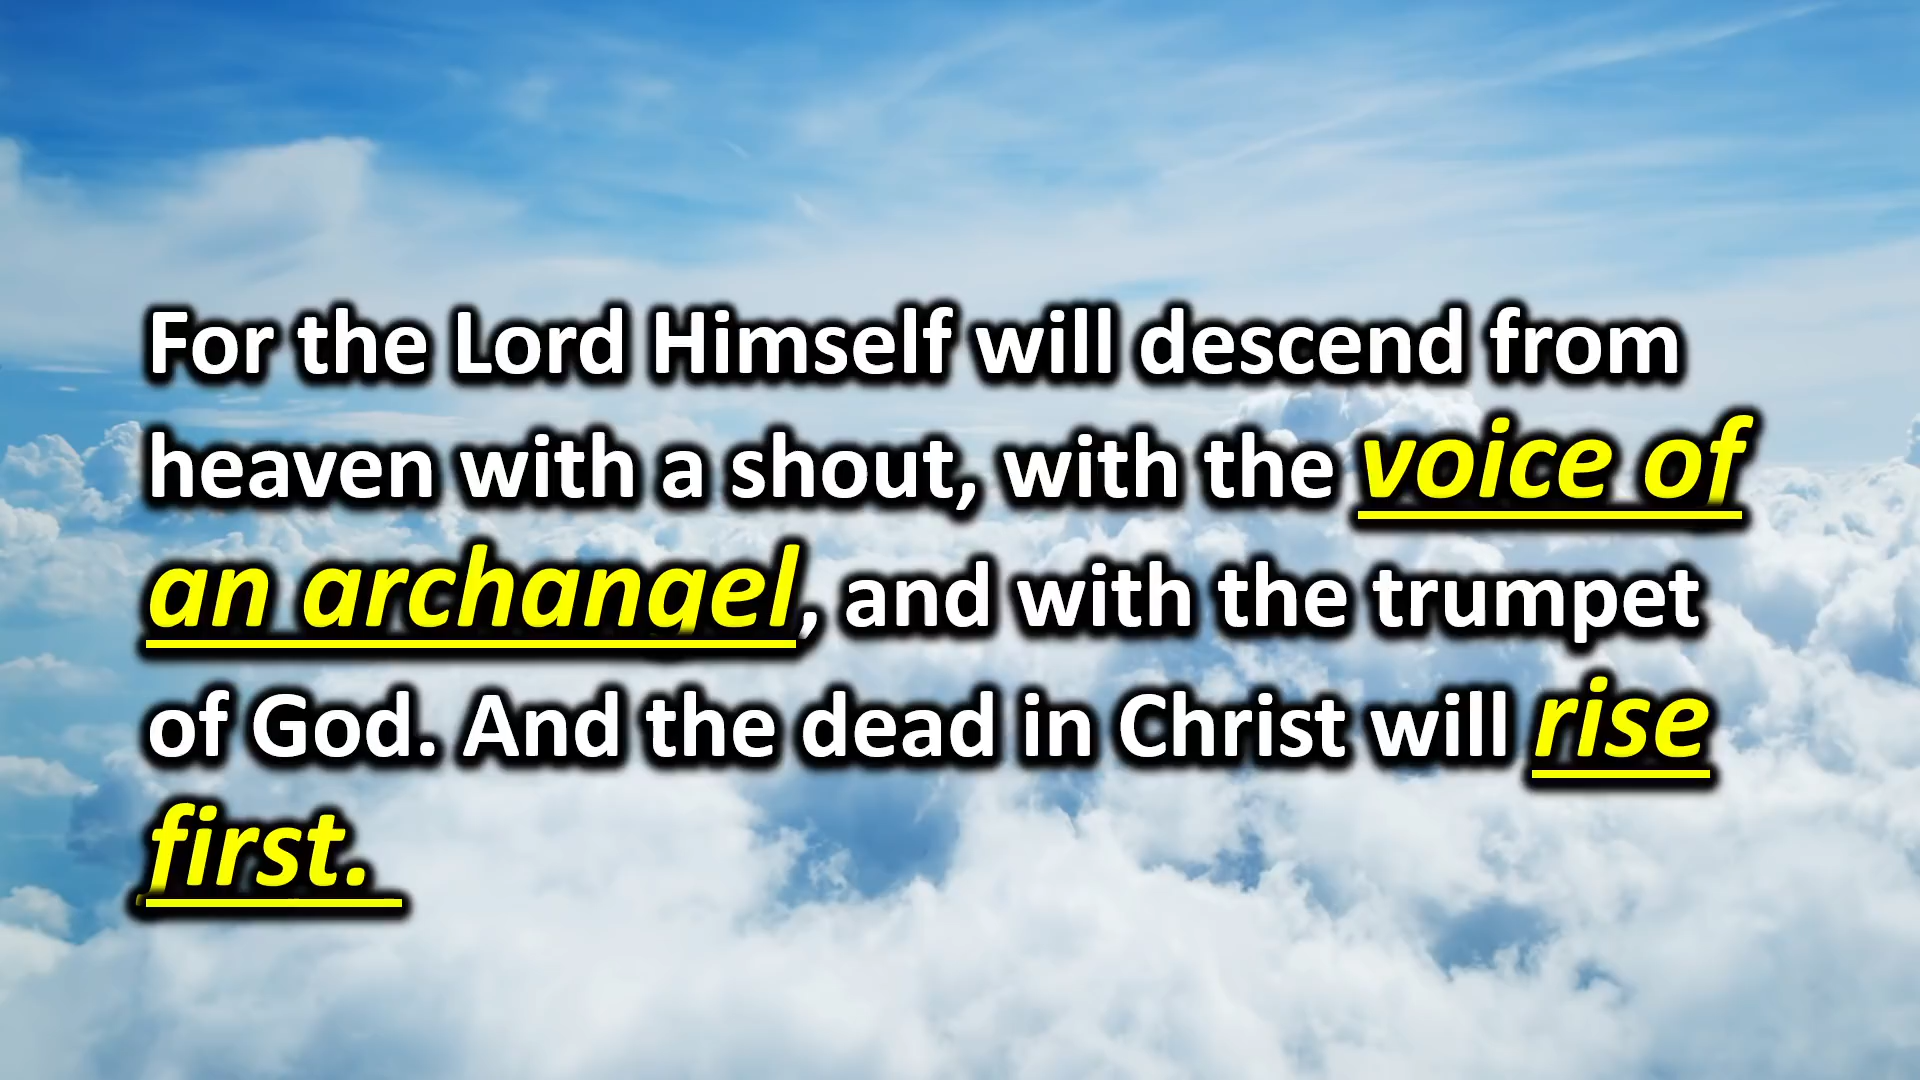 For the Lord Himself will descend from
heaven with a shout, with the voice of
an archangel, and with the trumpet
of God. And the dead in Christ will rise
first.